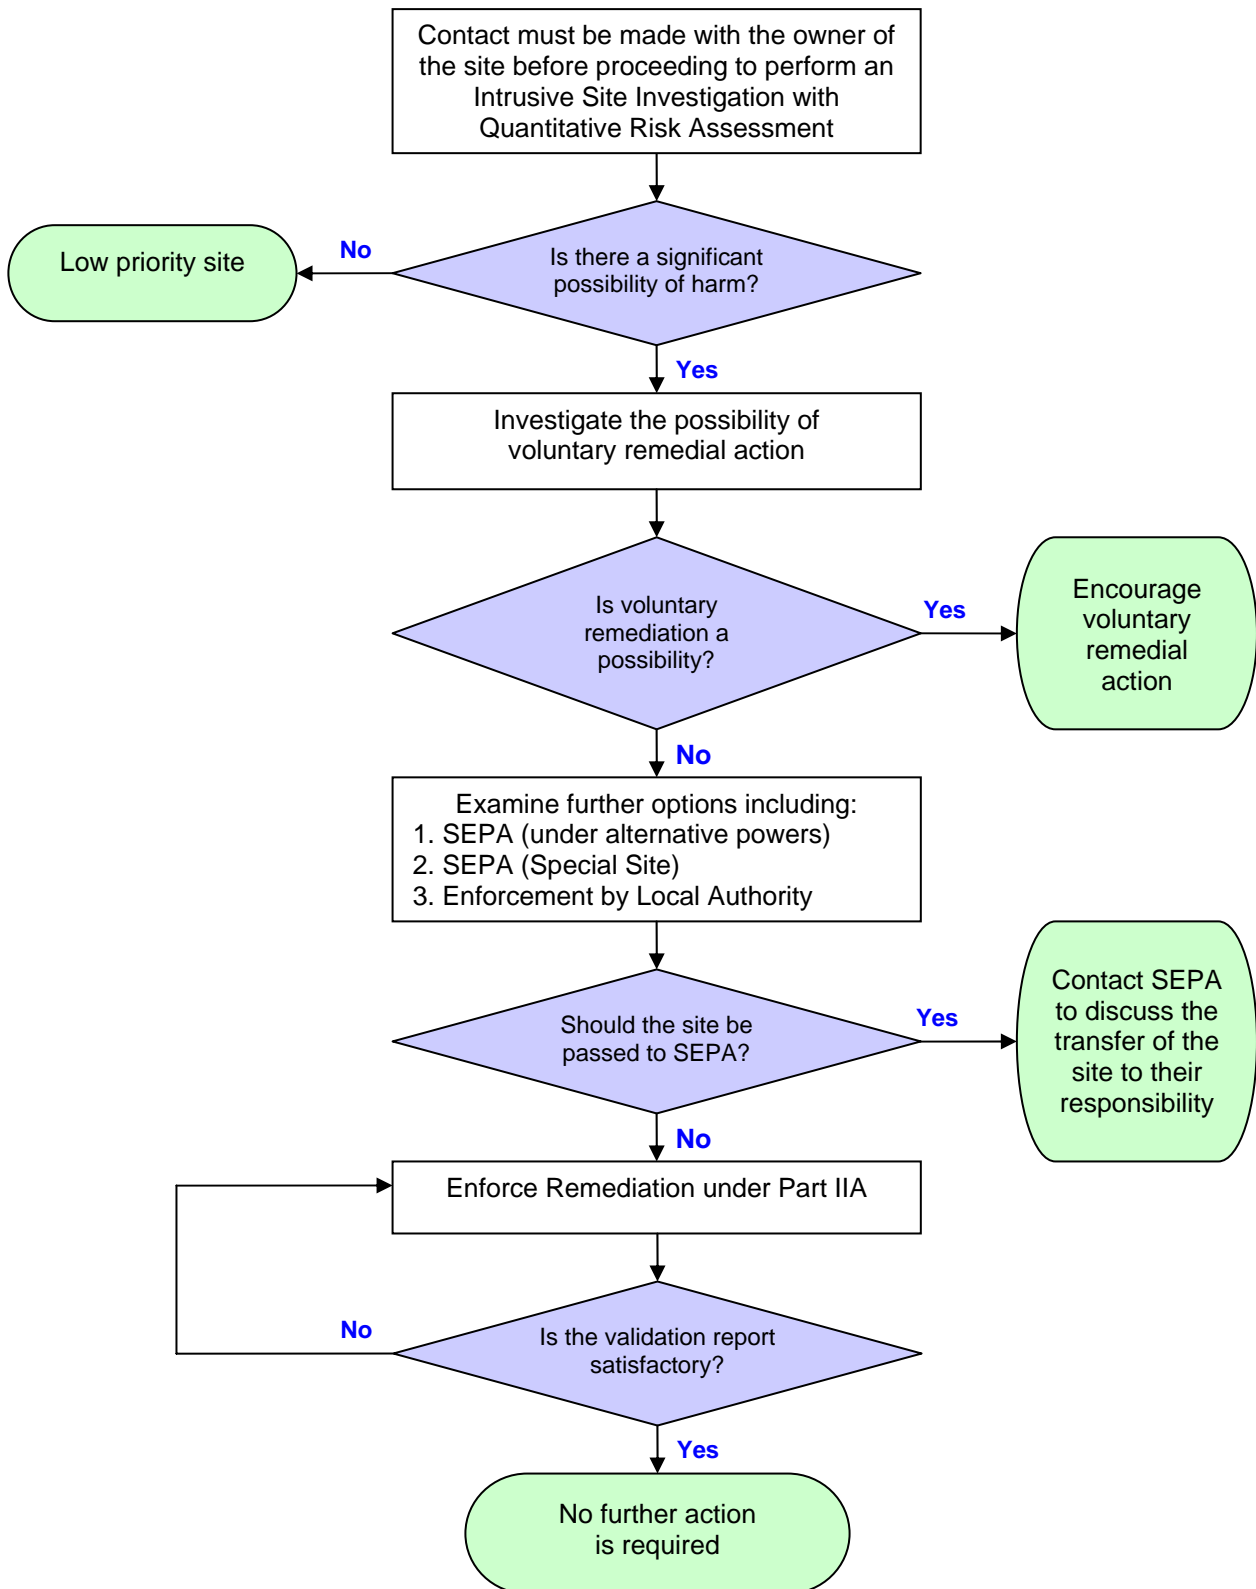 Contact must be made with the owner of
the site before proceeding to perform an
Intrusive Site Investigation with
Quantitative Risk Assessment
No
Low priority site
Is there a significant
possibility of harm?
Yes
Investigate the possibility of
voluntary remedial action
Is voluntary
remediation a
possibility?
Yes
Encourage
voluntary
remedial
action
No
Examine further options including:
1. SEPA (under alternative powers)
2. SEPA (Special Site)
3. Enforcement by Local Authority
Should the site be
passed to SEPA?
Yes
Contact SEPA
to discuss the
transfer of the
site to their
responsibility
No
Enforce Remediation under Part IIA
No
Is the validation report
satisfactory?
Yes
No further action
is required